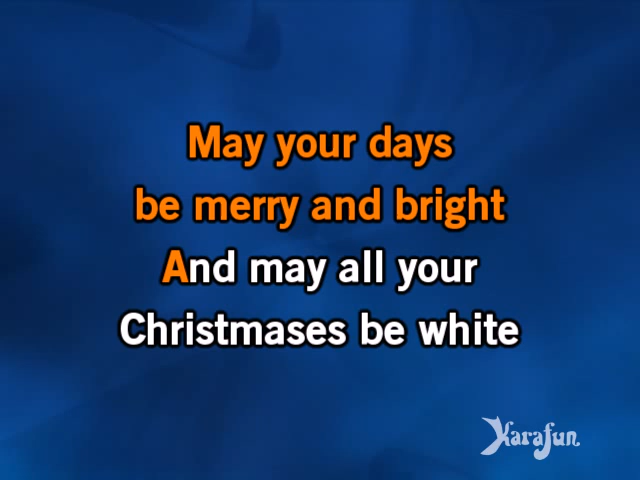 May your days
be merry and bright
And may all your
Christmases be white
Karafun